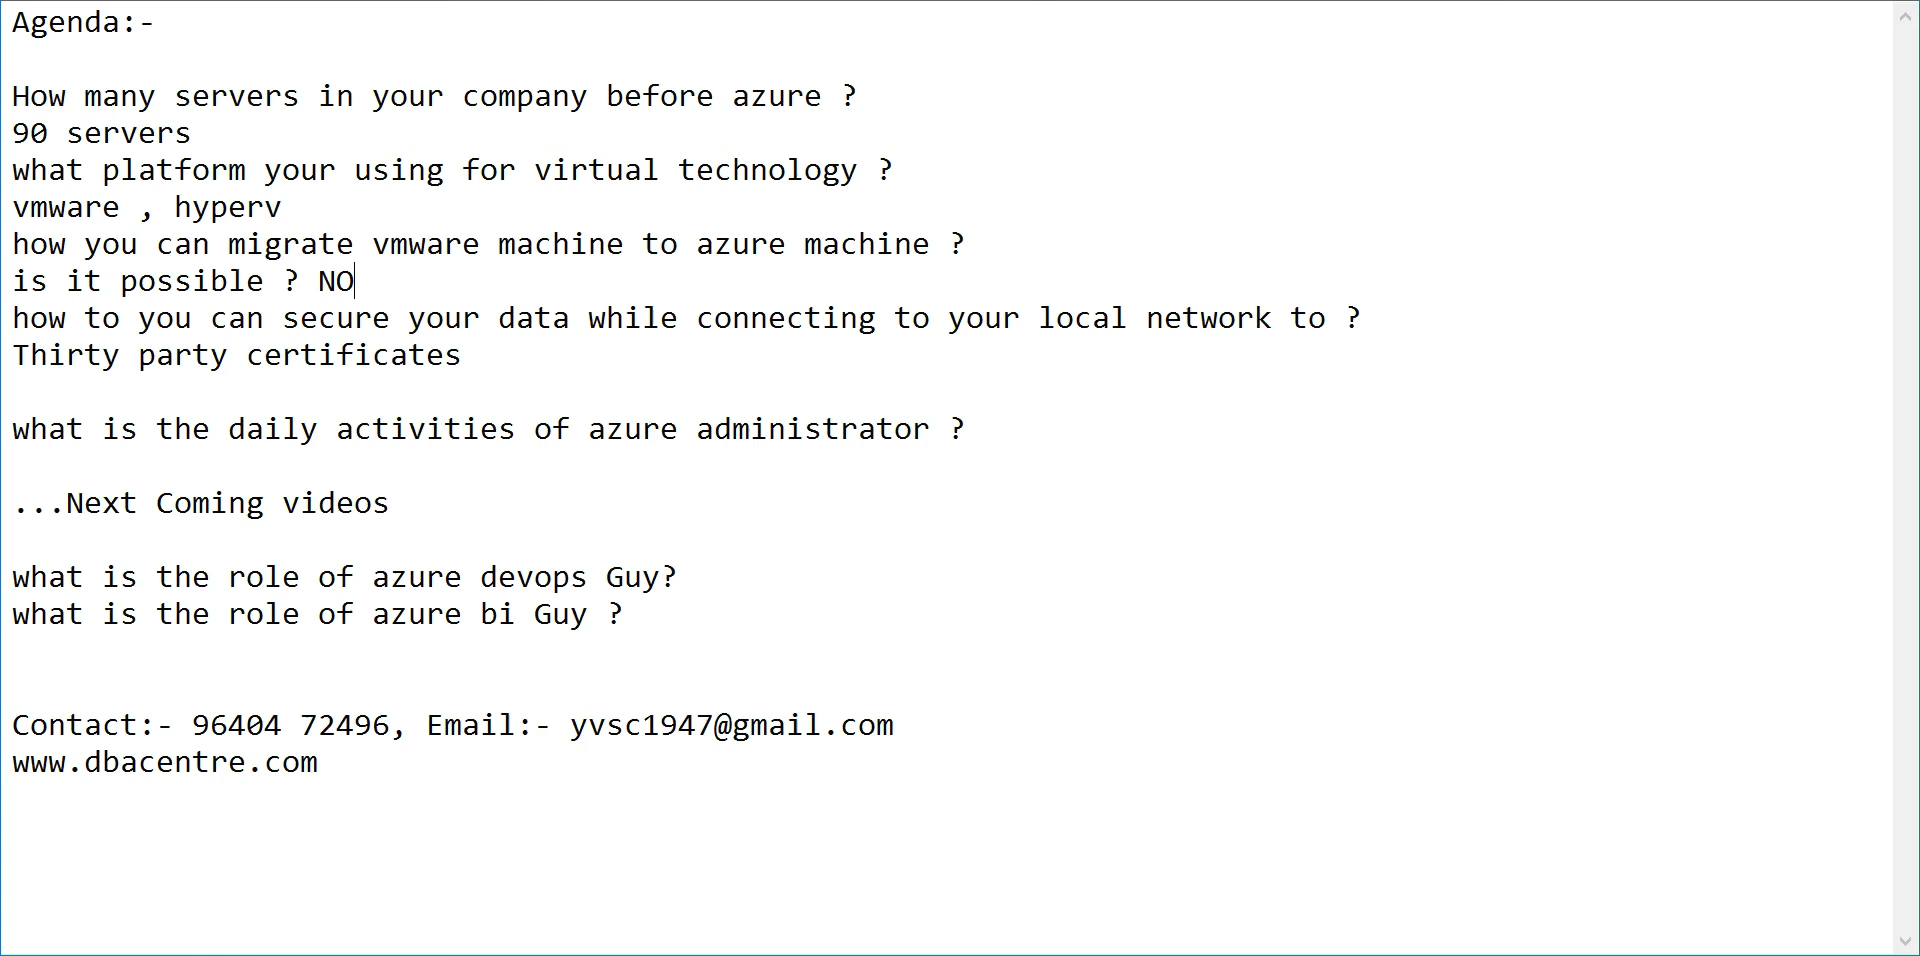 Agenda:-
How many servers in your company before azure ?
90 servers
what platform your using for virtual technology ?
vmware , hyperv
how you can migrate vmware machine to azure machine ?
is it possible ? NO
how to you can secure your data while connecting to your local network to ?
Thirty party certificates
what is the daily activities of azure administrator ?
...Next Coming videos
what is the role of azure devops Guy?
what is the role of azure bi Guy ?
Contact:- 96404 72496, Email:- yvsc1947@gmail.com
www.dbacentre.com